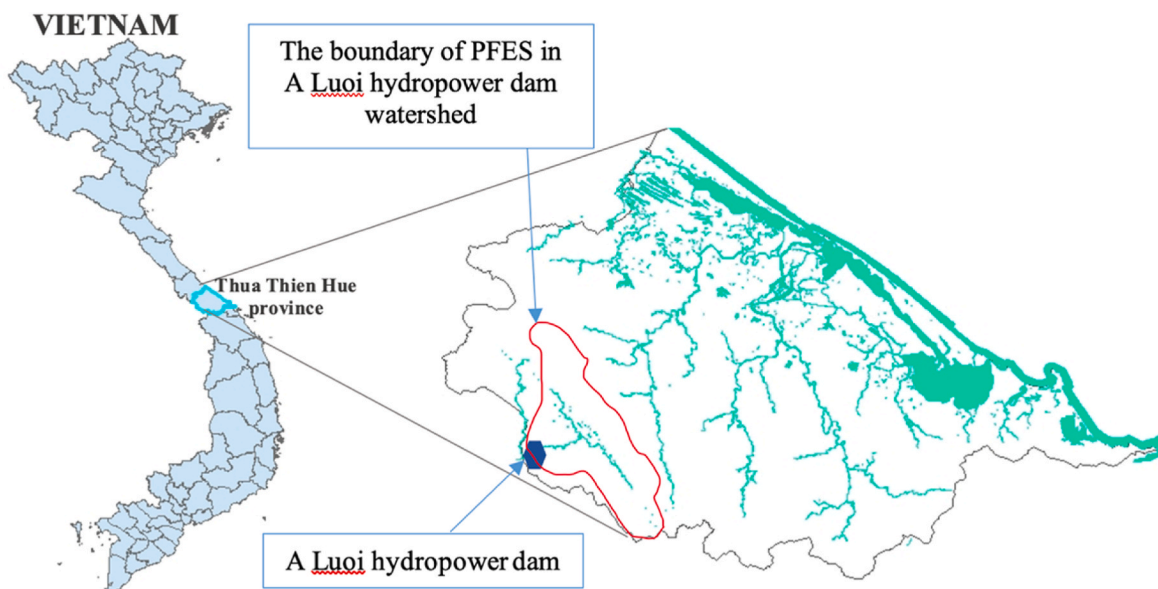 VIETNAM
The boundary of PFES in
A Luoi hydropower dam
watershed
Thua Thien Hue
province
A Luoi hydropower dam